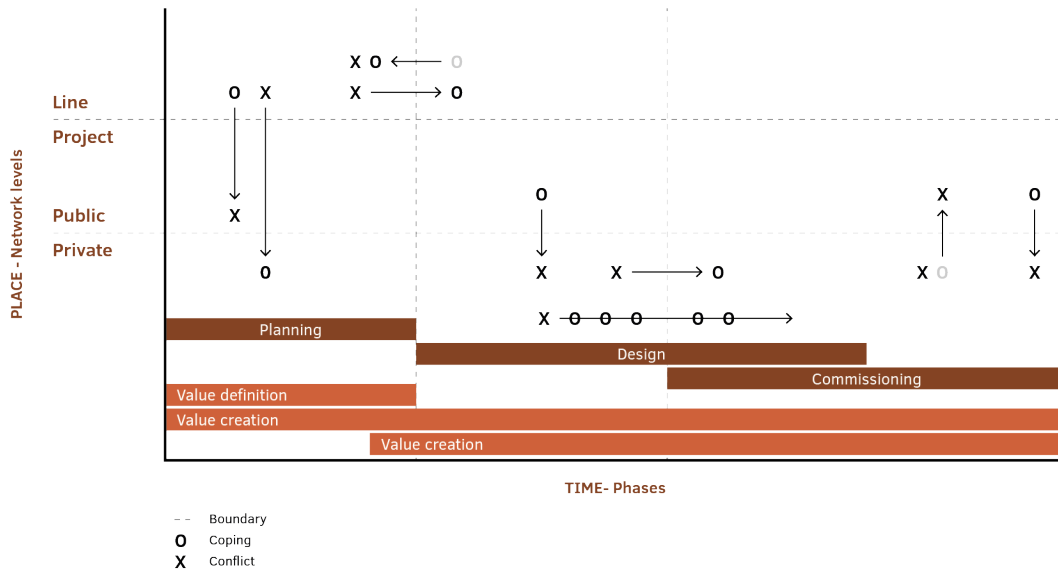 X O O
O X X O
Line
Project
O X O
Public
X
Private
O X X O X O X
X O O O O O
Planning
Design
Commissioning
Value definition
Value creation
Value creation
PLACE - Network levels
TIME- Phases
Boundary
O Coping
X Conflict